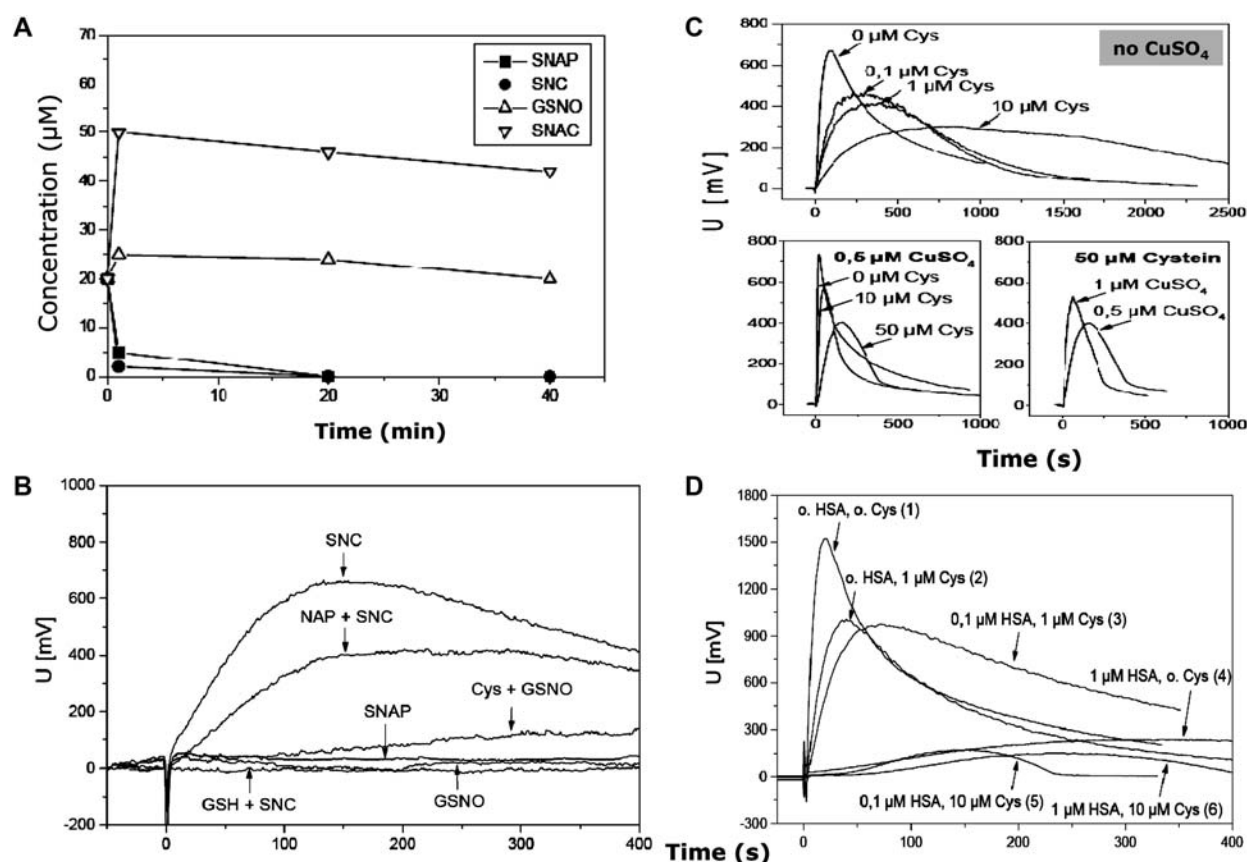 A
Concentration (µM)
70
60
50
40
30
20
10
0
0 10 20 30 40
Time (min)
SNAP
SNC
GSNO
SNAC
C
U [mV]
800
600
400
200
0
0 500 1000 1500 2000 2500
0 µM Cys
0,1 µM Cys
1 µM Cys
10 µM Cys
no CuSO₄
800
600
400
200
0
0 500 1000
0,5 µM CuSO₄
0 µM Cys
10 µM Cys
50 µM Cys
800
600
400
200
0
0 500 1000
50 µM Cystein
1 µM CuSO₄
0,5 µM CuSO₄
Time (s)
B
U [mV]
1000
800
600
400
200
0
-200
0 100 200 300 400
SNC
NAP + SNC
Cys + GSNO
SNAP
GSH + SNC
GSNO
D
U [mV]
1800
1500
1200
900
600
300
0
-300
0 100 200 300 400
o. HSA, o. Cys (1)
o. HSA, 1 µM Cys (2)
0,1 µM HSA, 1 µM Cys (3)
1 µM HSA, o. Cys (4)
0,1 µM HSA, 10 µM Cys (5)
1 µM HSA, 10 µM Cys (6)
Time (s)